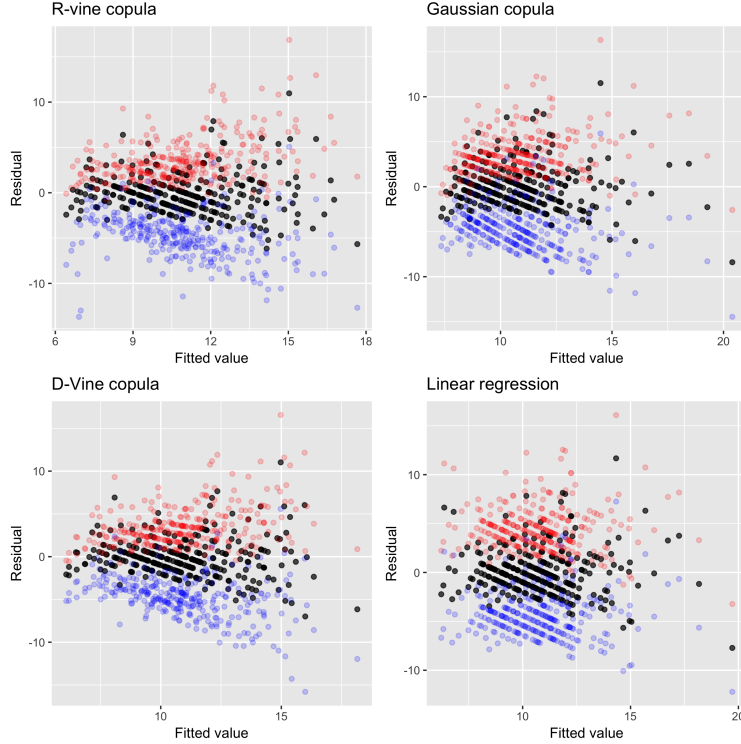 R-vine copula
Residual
10
0
-10
6
9
12
15
18
Fitted value
Gaussian copula
Residual
10
0
-10
10
15
20
Fitted value
D-Vine copula
Residual
10
0
-10
10
15
Fitted value
Linear regression
Residual
10
0
-10
10
15
20
Fitted value